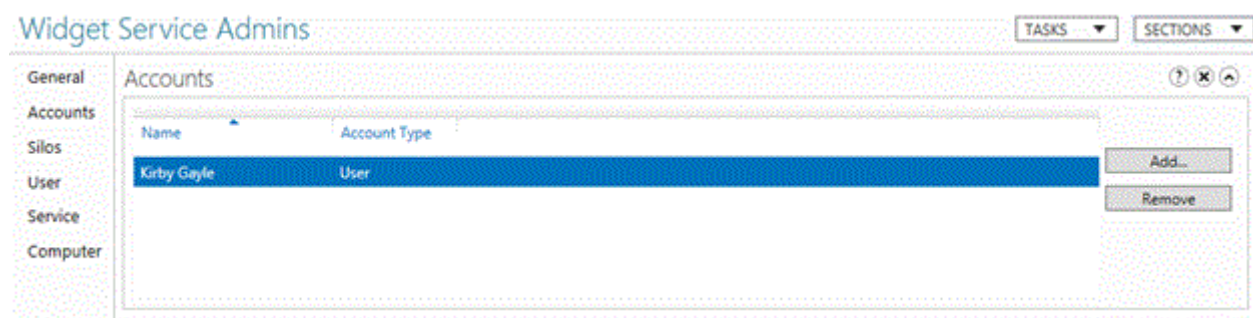 Widget Service Admins
TASKS
SECTIONS
General
Accounts
Silos
User
Service
Computer
Accounts
Name
Account Type
Kirby Gayle
User
Add...
Remove